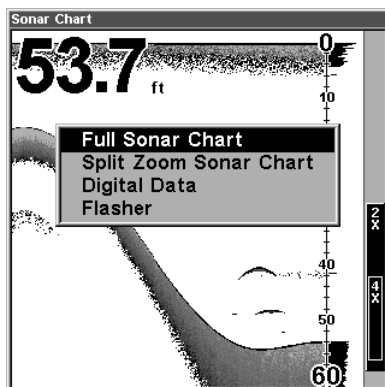 Sonar Chart
53.7 ft
0
10
Full Sonar Chart
Split Zoom Sonar Chart
Digital Data
Flasher
2x
40
4x
50
60